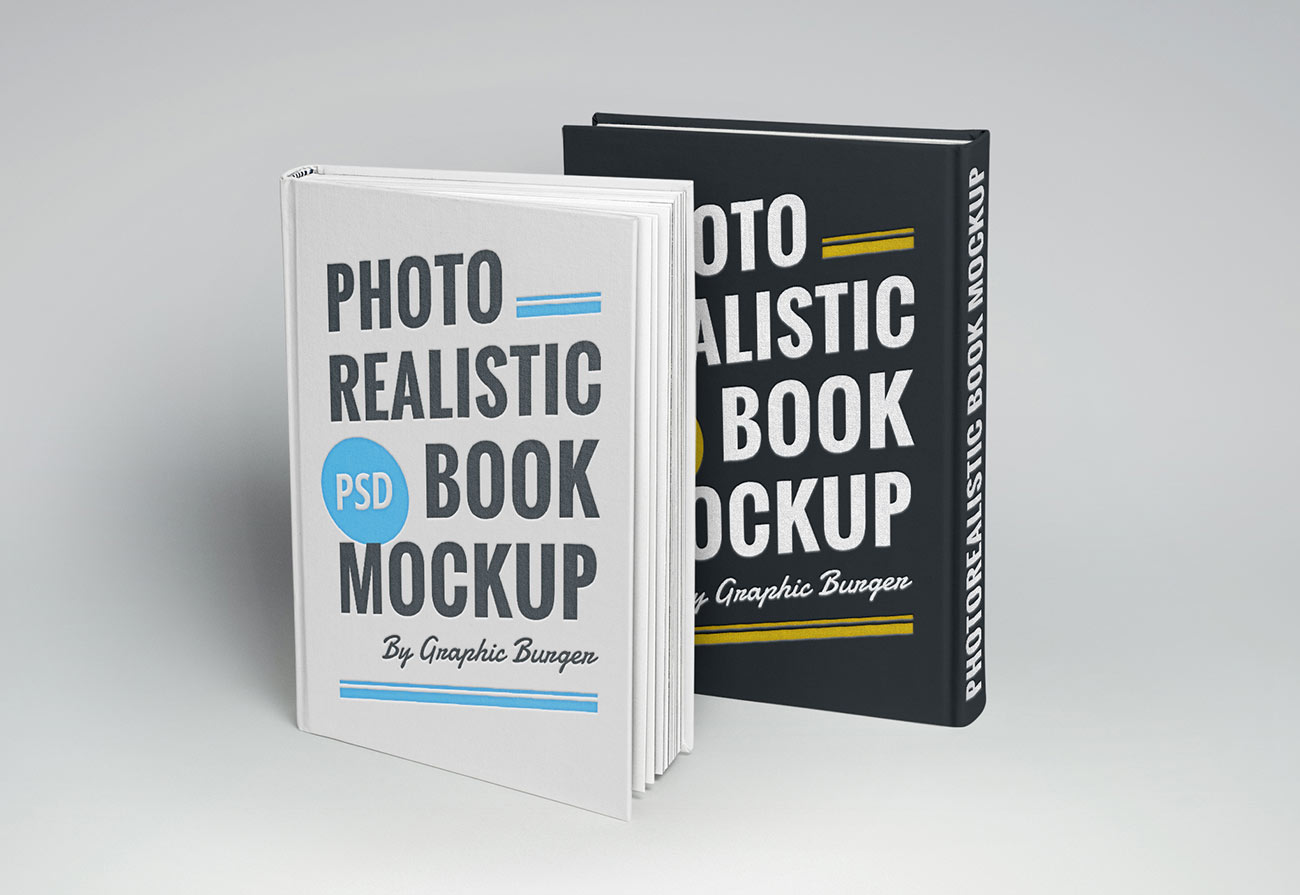 PHOTO
REALISTIC
PSD
BOOK
MOCKUP
By Graphic Burger
OTO
ALISTIC
BOOK
OCKUP
y Graphic Burger
PHOTOREALISTIC BOOK MOCKUP